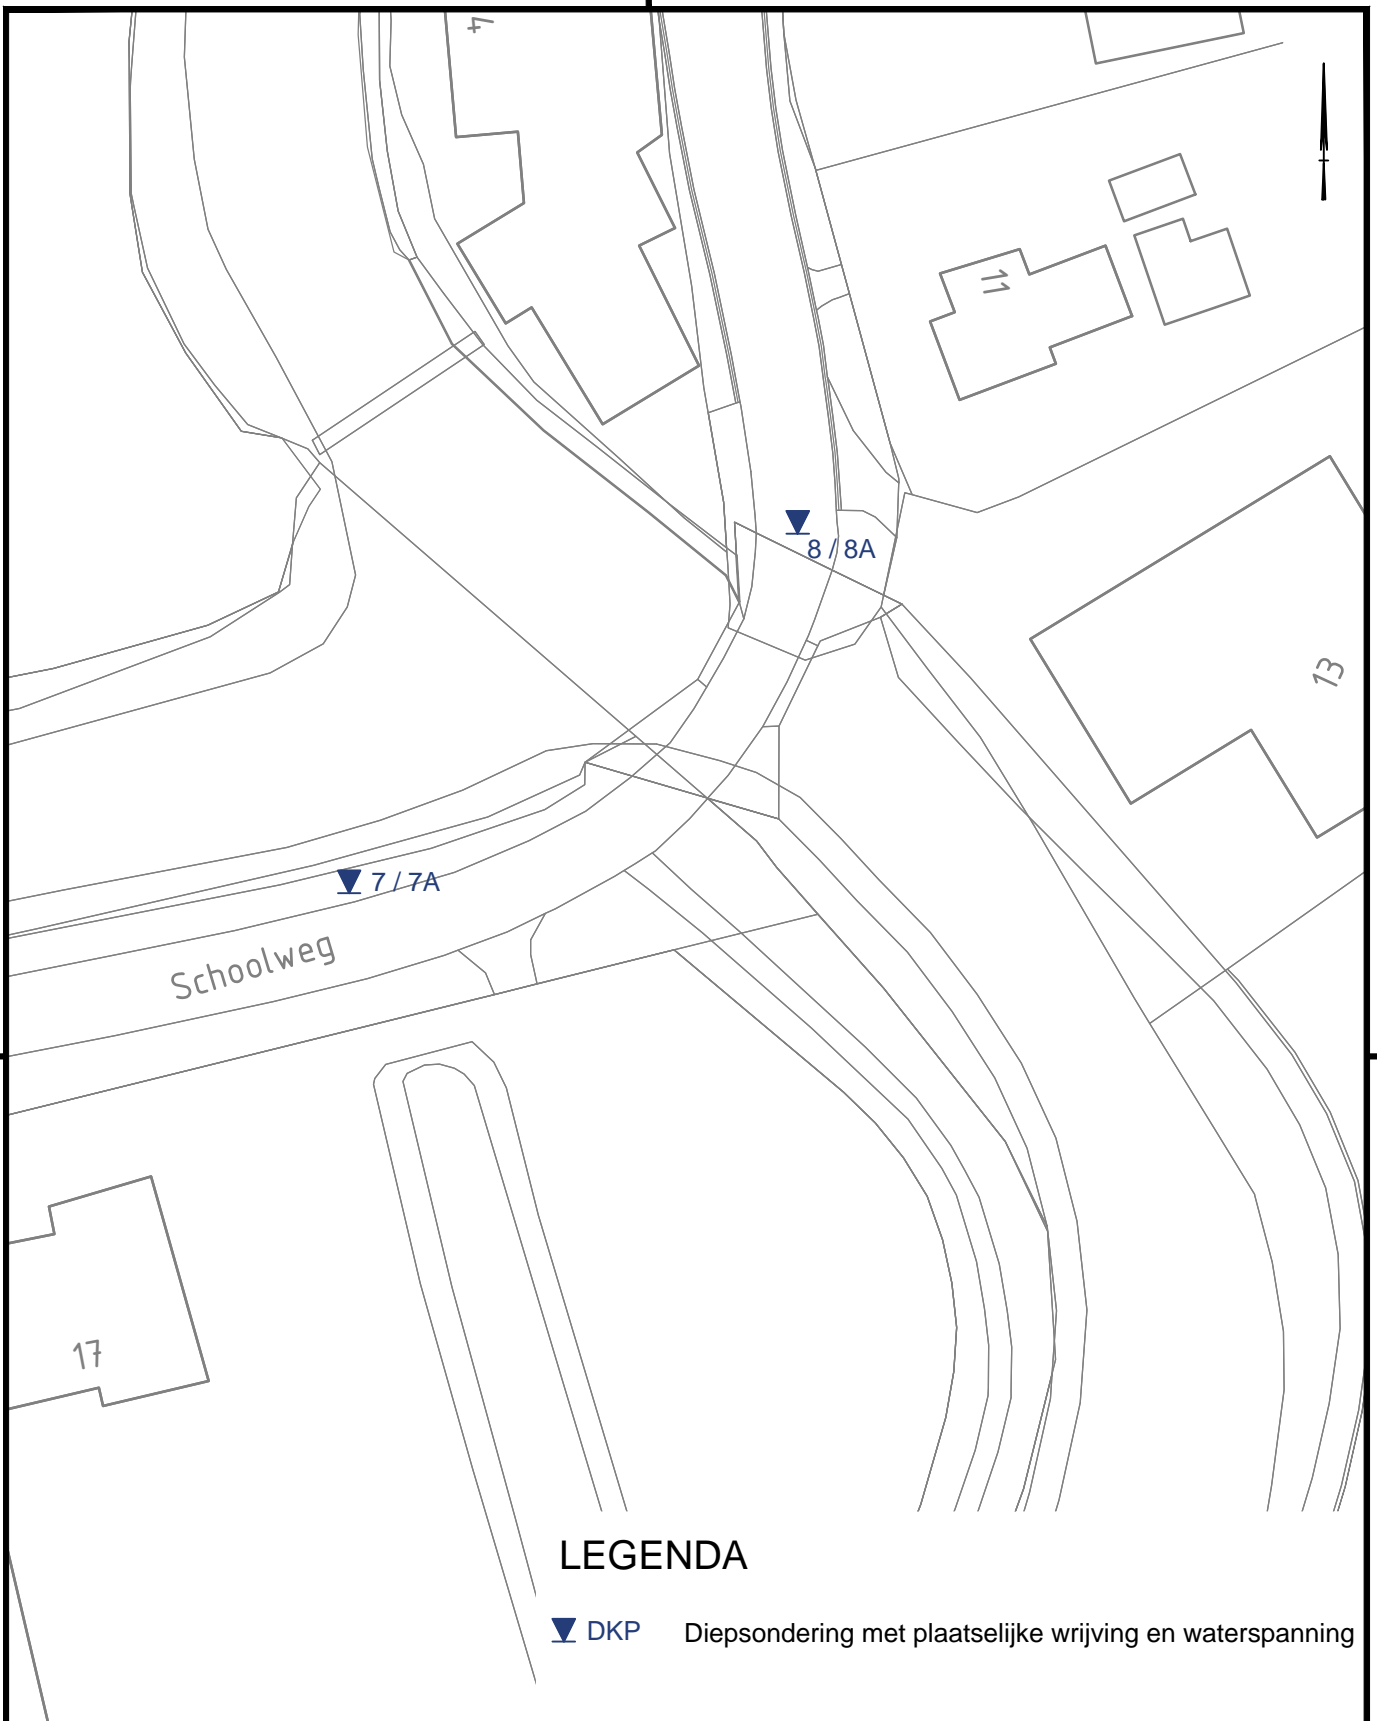 4
11
8 / 8A
13
7 / 7A
Schoolweg
17
LEGENDA
DKP Diepsondering met plaatselijke wrijving en waterspanning